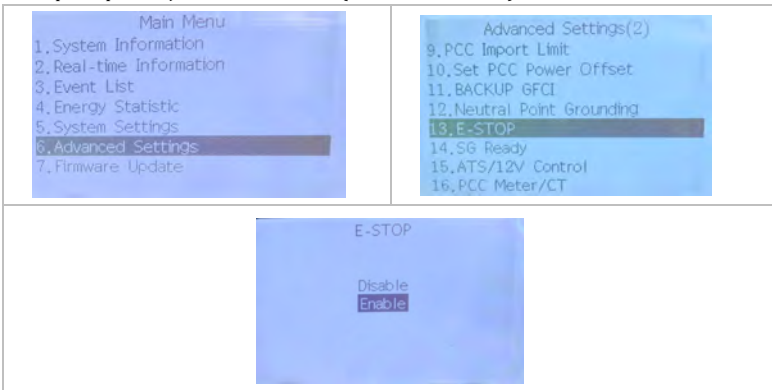 Main Menu
1.System Information
2.Real-time Information
3.Event List
4.Energy Statistic
5.System Settings
6.Advanced Settings
7.Firmware Update
Advanced Settings(2)
9.PCC Import Limit
10.Set PCC Power Offset
11.BACKUP GFCI
12.Neutral Point Grounding
13.E-STOP
14.SG Ready
15.ATS/12V Control
16.PCC Meter/CT
E-STOP
Disable
Enable